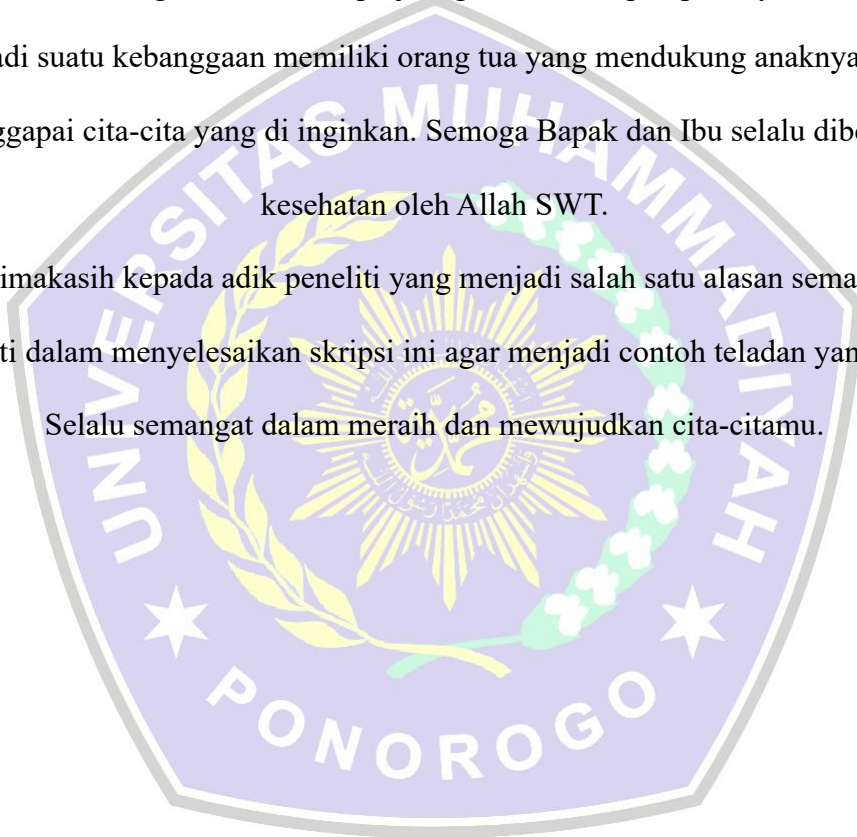 adi suatu kebanggaan memiliki orang tua yang mendukung anaknya
ggapai cita-cita yang di inginkan. Semoga Bapak dan Ibu selalu dib
kesehatan oleh Allah SWT.
imakasih kepada adik peneliti yang menjadi salah satu alasan sema
ti dalam menyelesaikan skripsi ini agar menjadi contoh teladan yan
Selalu semangat dalam meraih dan mewujudkan cita-citamu.
UNIVERSITAS MUHAMMADIYAH
PONOROGO
محمدية